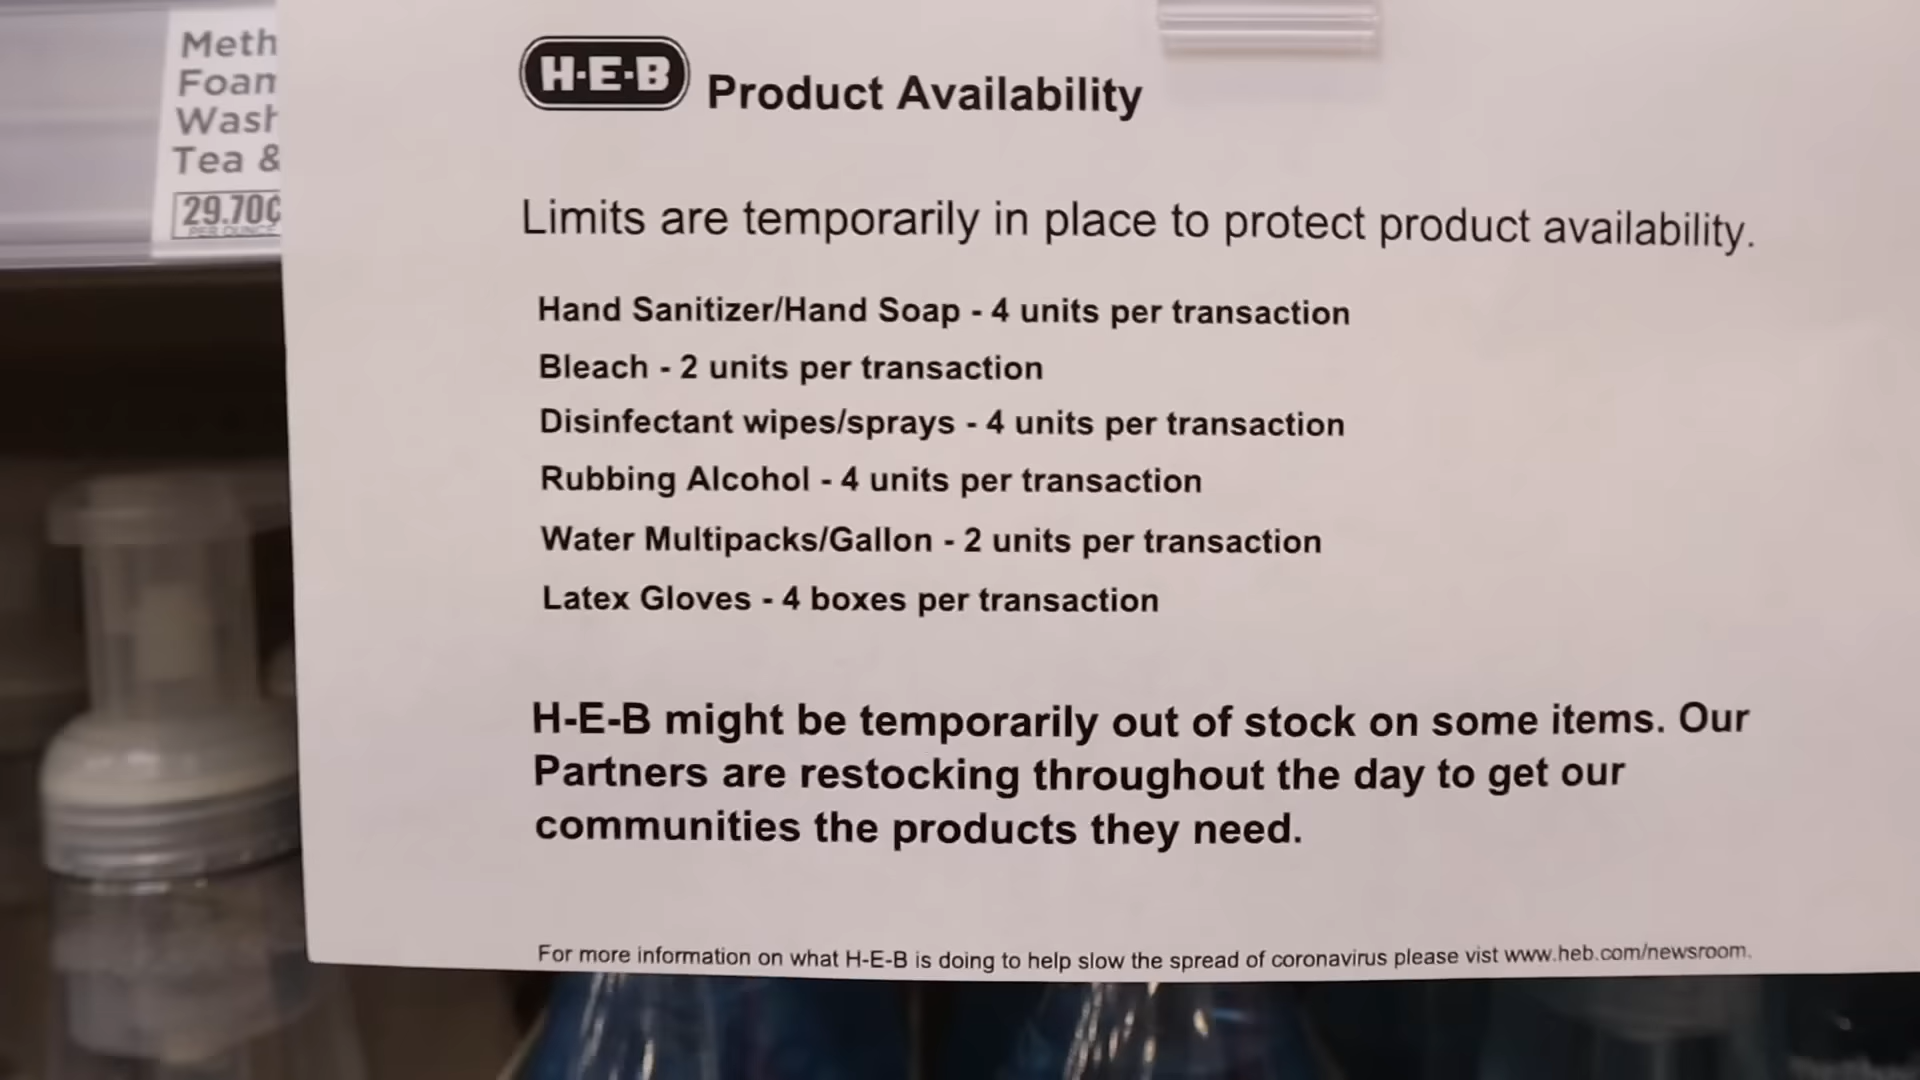 Meth
Foam
Wash
Tea &
29.70¢
PER OUNCE
H-E-B Product Availability
Limits are temporarily in place to protect product availability.
Hand Sanitizer/Hand Soap - 4 units per transaction
Bleach - 2 units per transaction
Disinfectant wipes/sprays - 4 units per transaction
Rubbing Alcohol - 4 units per transaction
Water Multipacks/Gallon - 2 units per transaction
Latex Gloves - 4 boxes per transaction
H-E-B might be temporarily out of stock on some items. Our
Partners are restocking throughout the day to get our
communities the products they need.
For more information on what H-E-B is doing to help slow the spread of coronavirus please vist www.heb.com/newsroom.